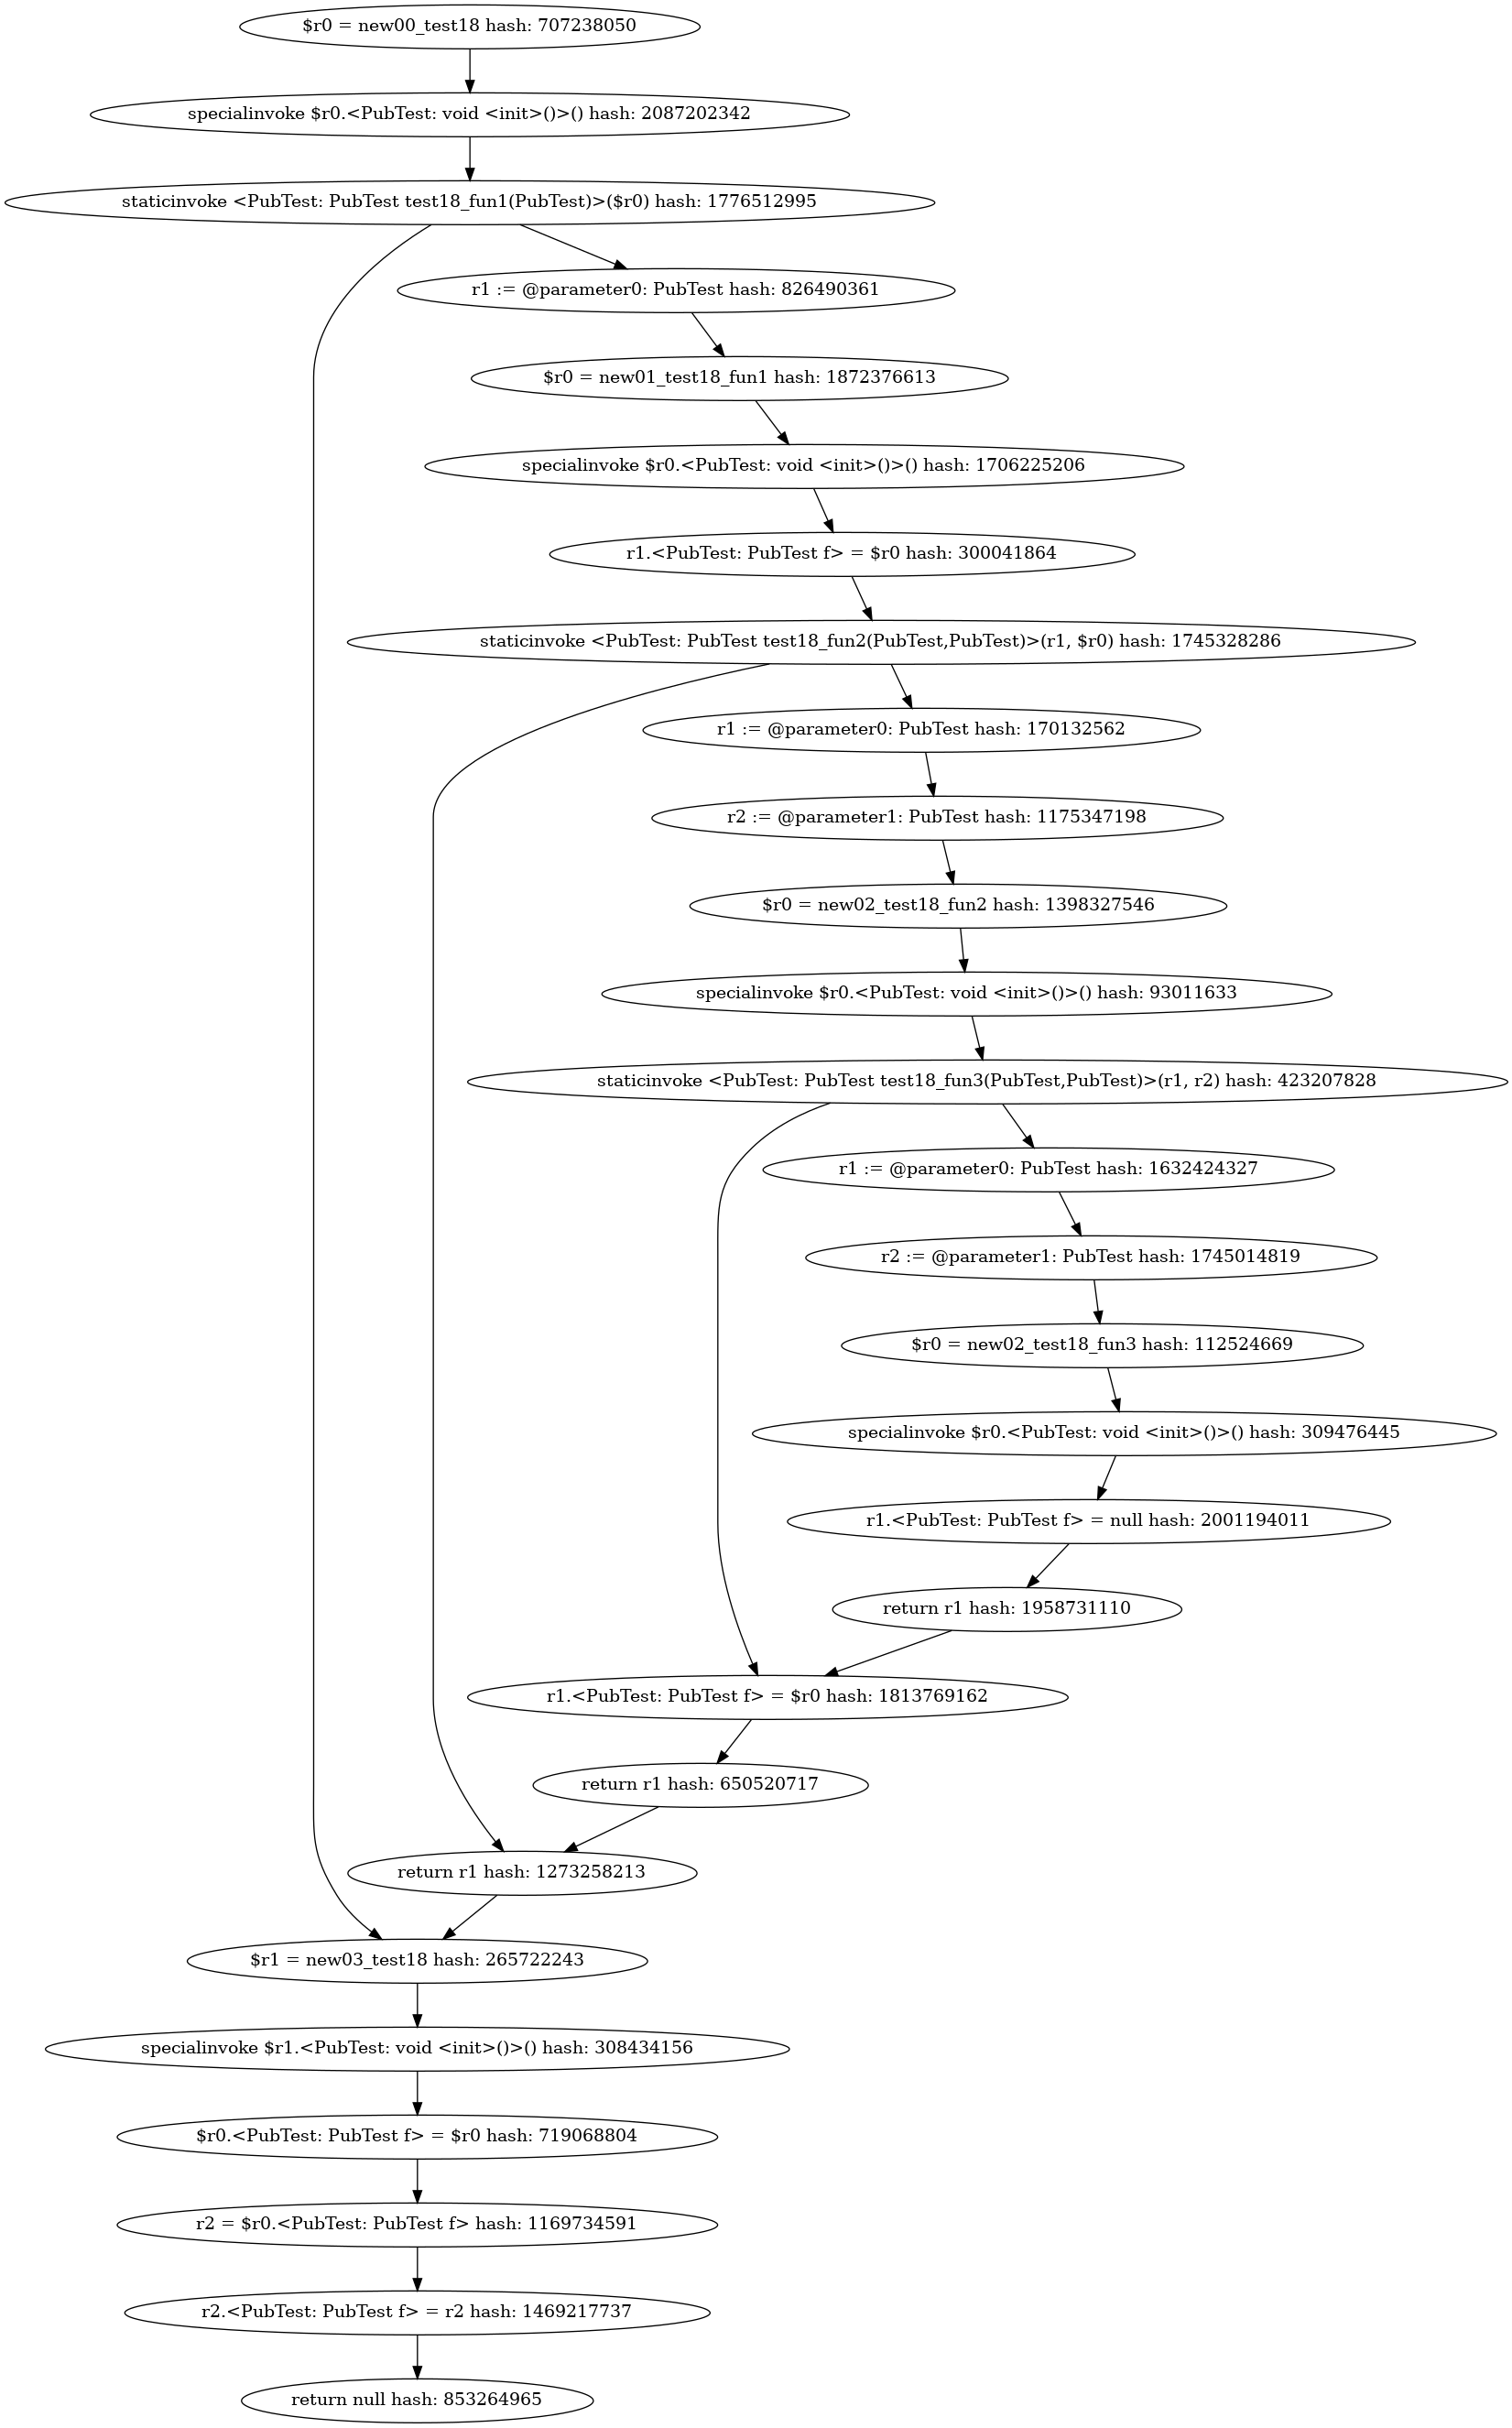 $r0 = new00_test18 hash: 707238050
specialinvoke $r0.<PubTest: void <init>()>() hash: 2087202342
staticinvoke <PubTest: PubTest test18_fun1(PubTest)>($r0) hash: 1776512995
r1 := @parameter0: PubTest hash: 826490361
$r0 = new01_test18_fun1 hash: 1872376613
specialinvoke $r0.<PubTest: void <init>()>() hash: 1706225206
r1.<PubTest: PubTest f> = $r0 hash: 300041864
staticinvoke <PubTest: PubTest test18_fun2(PubTest,PubTest)>(r1, $r0) hash: 1745328286
r1 := @parameter0: PubTest hash: 170132562
r2 := @parameter1: PubTest hash: 1175347198
$r0 = new02_test18_fun2 hash: 1398327546
specialinvoke $r0.<PubTest: void <init>()>() hash: 93011633
staticinvoke <PubTest: PubTest test18_fun3(PubTest,PubTest)>(r1, r2) hash: 423207828
r1 := @parameter0: PubTest hash: 1632424327
r2 := @parameter1: PubTest hash: 1745014819
$r0 = new02_test18_fun3 hash: 112524669
specialinvoke $r0.<PubTest: void <init>()>() hash: 309476445
r1.<PubTest: PubTest f> = null hash: 2001194011
return r1 hash: 1958731110
r1.<PubTest: PubTest f> = $r0 hash: 1813769162
return r1 hash: 650520717
return r1 hash: 1273258213
$r1 = new03_test18 hash: 265722243
specialinvoke $r1.<PubTest: void <init>()>() hash: 308434156
$r0.<PubTest: PubTest f> = $r0 hash: 719068804
r2 = $r0.<PubTest: PubTest f> hash: 1169734591
r2.<PubTest: PubTest f> = r2 hash: 1469217737
return null hash: 853264965